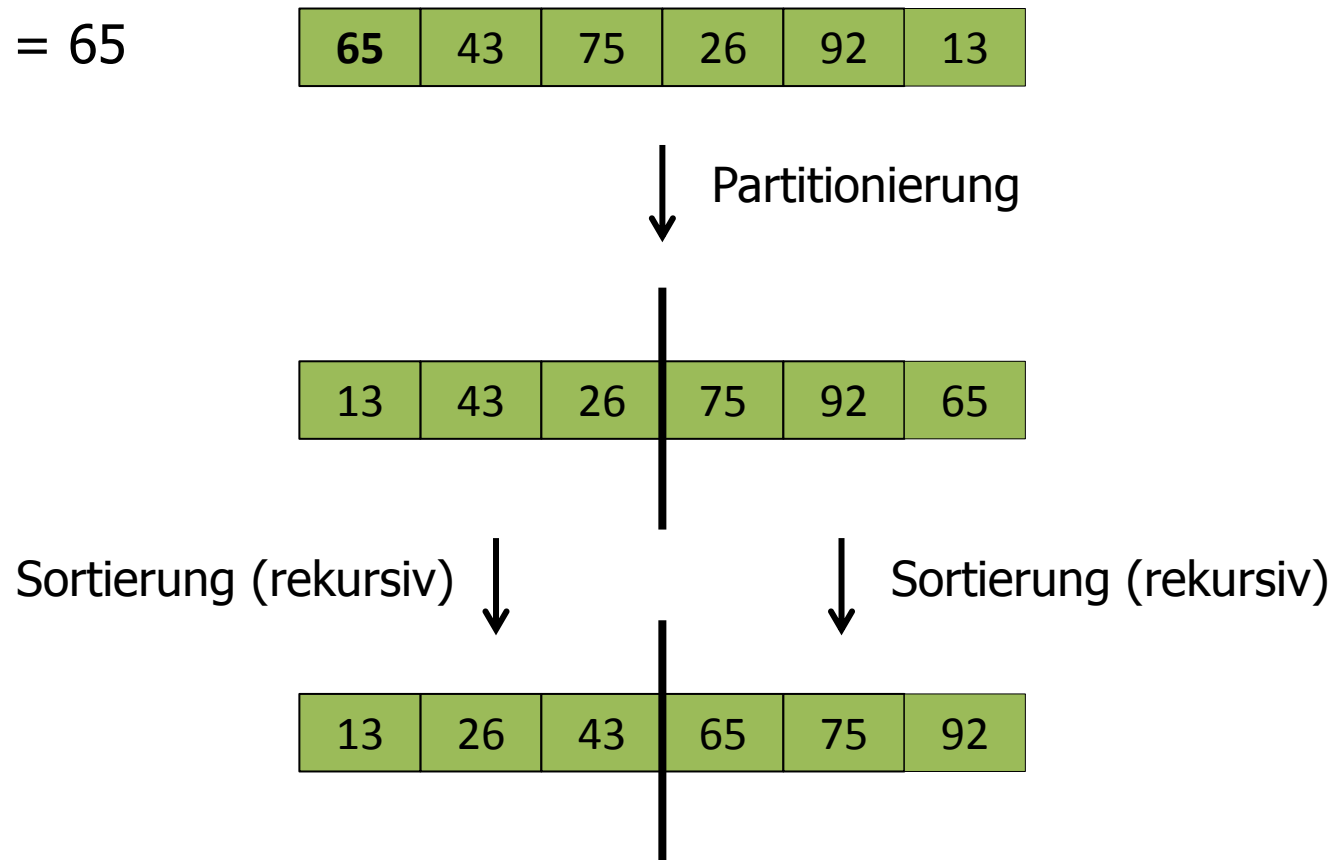 = 65
65 43 75 26 92 13
Partitionierung
13 43 26 75 92 65
Sortierung (rekursiv) Sortierung (rekursiv)
13 26 43 65 75 92